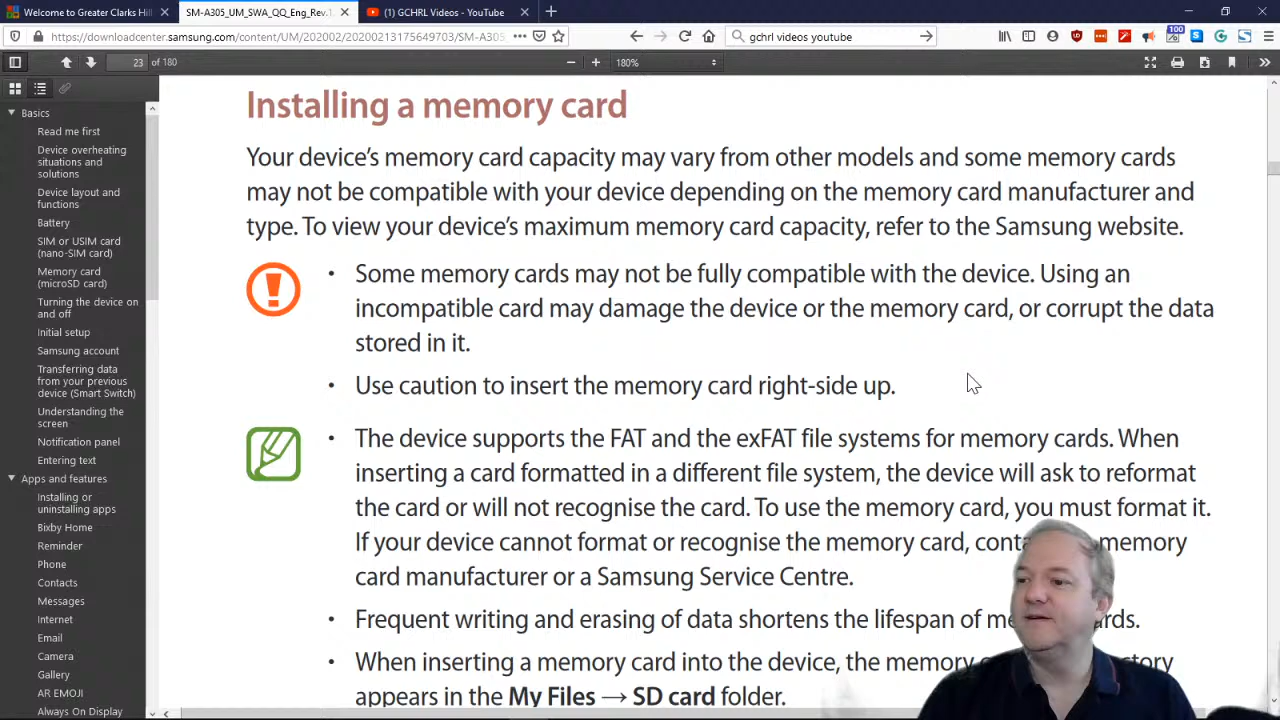 Welcome to Greater Clarks Hill
SM-A305_UM_SWA_QQ_Eng_Rev.1
(1) GCHRL Videos - YouTube
https://downloadcenter.samsung.com/content/UM/202002/20200213175649703/SM-A305
gchrl videos youtube
100
23 of 180
180%
Basics
Read me first
Device overheating
situations and
solutions
Device layout and
functions
Battery
SIM or USIM card
(nano-SIM card)
Memory card
(microSD card)
Turning the device on
and off
Initial setup
Samsung account
Transferring data
from your previous
device (Smart Switch)
Understanding the
screen
Notification panel
Entering text
Apps and features
Installing or
uninstalling apps
Bixby Home
Reminder
Phone
Contacts
Messages
Internet
Email
Camera
Gallery
AR EMOJI
Always On Display
Installing a memory card
Your device’s memory card capacity may vary from other models and some memory cards
may not be compatible with your device depending on the memory card manufacturer and
type. To view your device’s maximum memory card capacity, refer to the Samsung website.
• Some memory cards may not be fully compatible with the device. Using an
incompatible card may damage the device or the memory card, or corrupt the data
stored in it.
• Use caution to insert the memory card right-side up.
• The device supports the FAT and the exFAT file systems for memory cards. When
inserting a card formatted in a different file system, the device will ask to reformat
the card or will not recognise the card. To use the memory card, you must format it.
If your device cannot format or recognise the memory card, memory
card manufacturer or a Samsung Service Centre.
• Frequent writing and erasing of data shortens the lifespan of
• When inserting a memory card into the device, the memory
appears in the My Files → SD card folder.